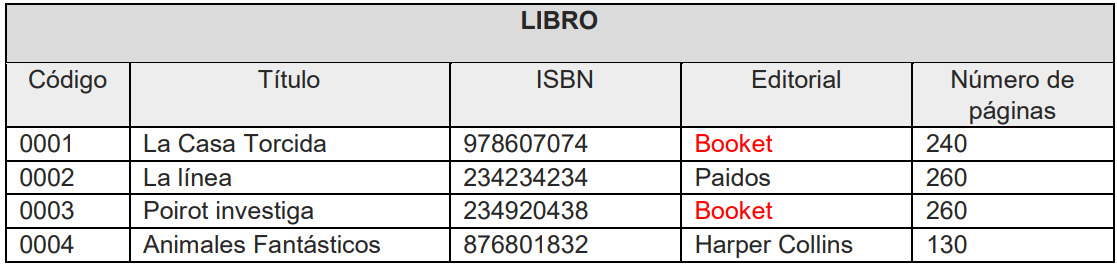 LIBRO
Código Título ISBN Editorial Número de páginas
0001 La Casa Torcida 978607074 Booket 240
0002 La línea 234234234 Paidos 260
0003 Poirot investiga 234920438 Booket 260
0004 Animales Fantásticos 876801832 Harper Collins 130